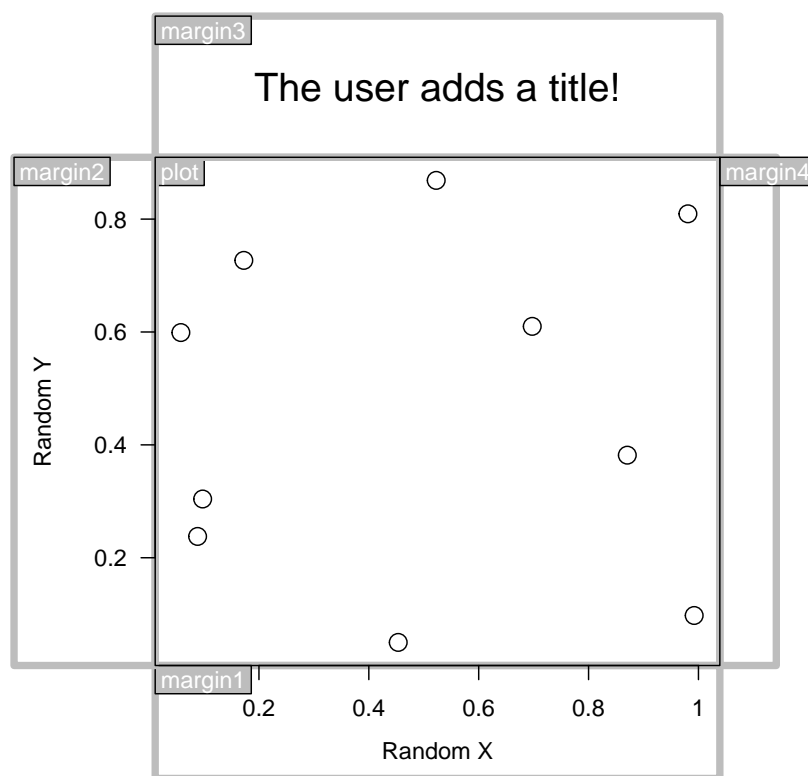 margin3
The user adds a title!
margin2
plot
margin4
0.8
0.6
0.4
0.2
Random Y
margin1
0.2 0.4 0.6 0.8 1
Random X